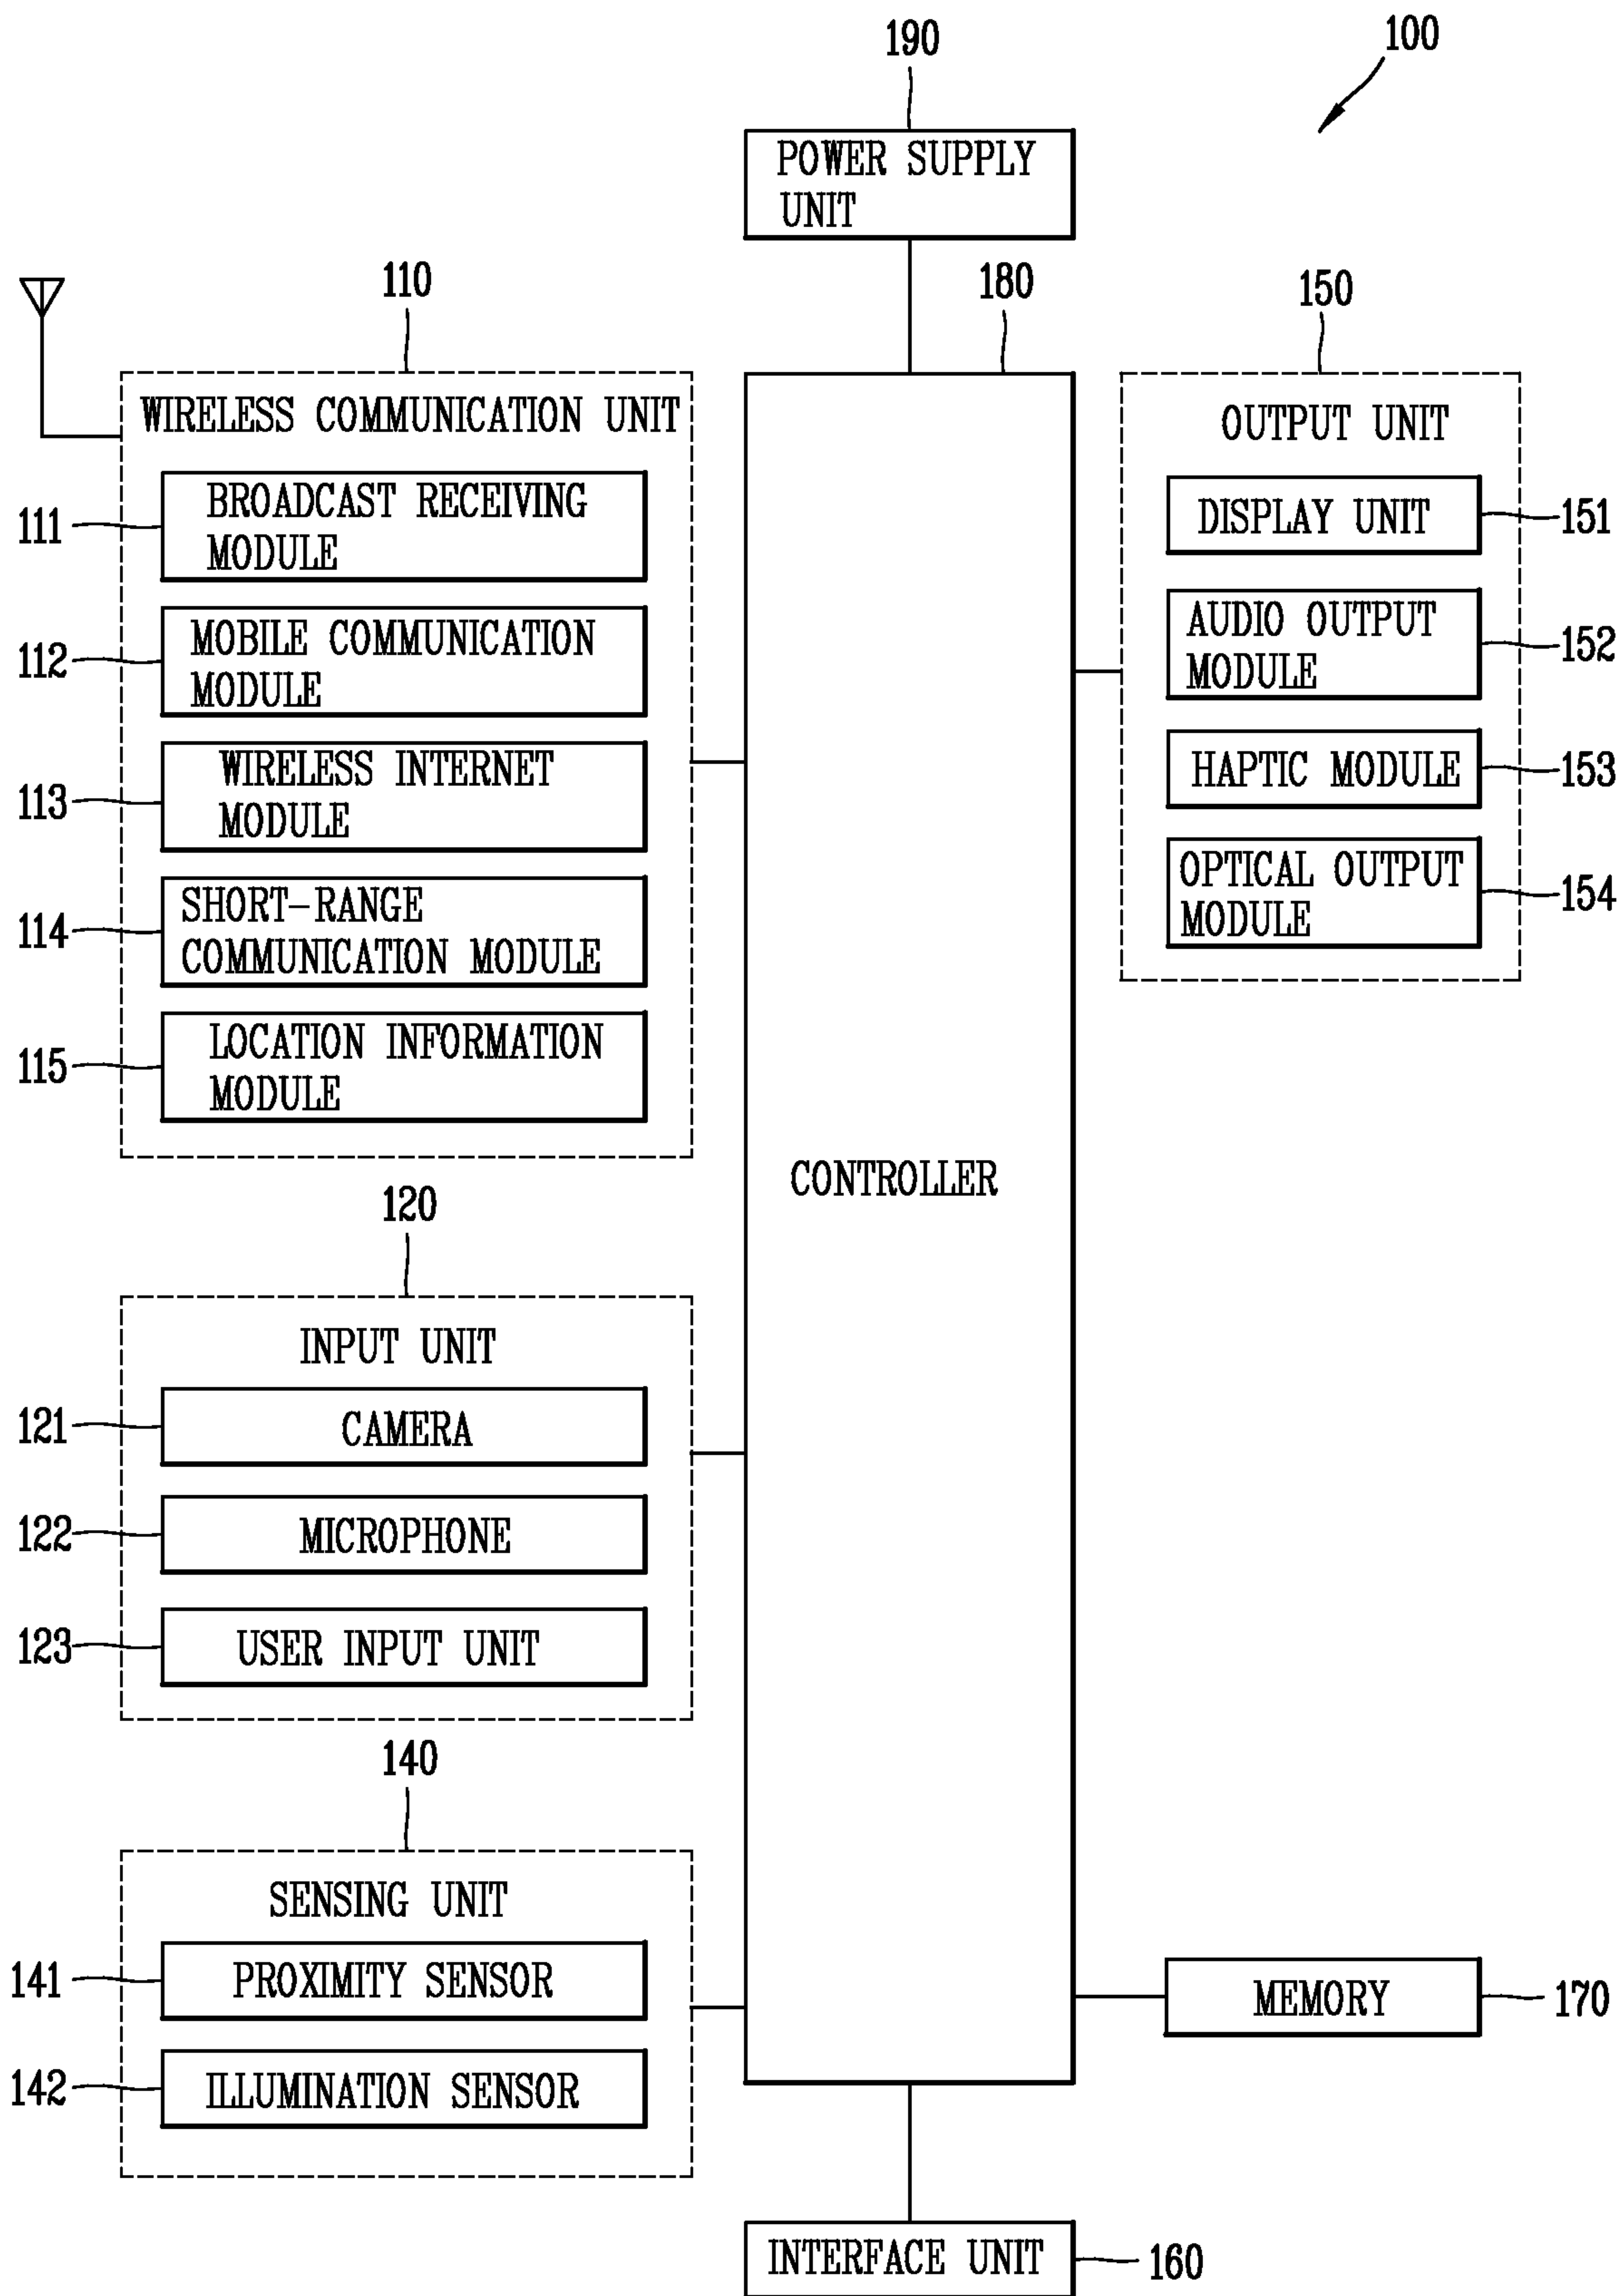 190
100
POWER SUPPLY
UNIT
110
180
150
WIRELESS COMMUNICATION UNIT
111
BROADCAST RECEIVING
MODULE
112
MOBILE COMMUNICATION
MODULE
113
WIRELESS INTERNET
MODULE
114
SHORT-RANGE
COMMUNICATION MODULE
115
LOCATION INFORMATION
MODULE
OUTPUT UNIT
DISPLAY UNIT
151
AUDIO OUTPUT
MODULE
152
HAPTIC MODULE
153
OPTICAL OUTPUT
MODULE
154
CONTROLLER
120
INPUT UNIT
121
CAMERA
122
MICROPHONE
123
USER INPUT UNIT
140
SENSING UNIT
141
PROXIMITY SENSOR
142
ILLUMINATION SENSOR
MEMORY
170
INTERFACE UNIT
160